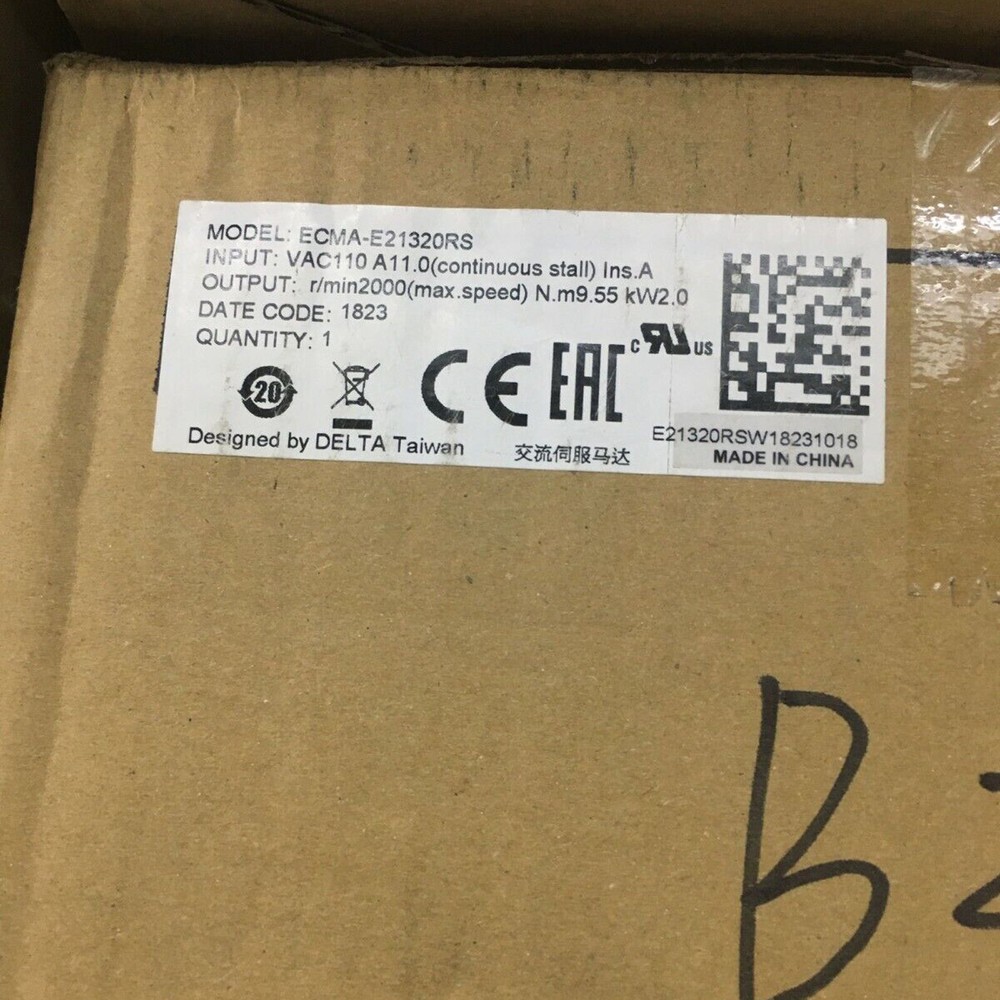 MODEL: ECMA-E21320RS
INPUT: VAC110 A11.0(continuous stall) Ins.A
OUTPUT: r/min2000(max.speed) N.m9.55 kW2.0
DATE CODE: 1823
QUANTITY: 1
20
CE
EAC
c RU US
Designed by DELTA Taiwan
交流伺服马达
E21320RSW18231018
MADE IN CHINA
B